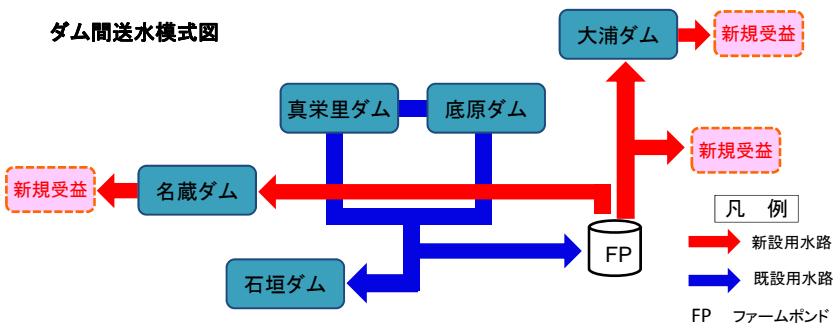 ダム間送水模式図
大浦ダム
新規受益
真栄里ダム
底原ダム
新規受益
新規受益
名蔵ダム
凡 例
新設用水路
FP
石垣ダム
既設用水路
FP ファームポンド